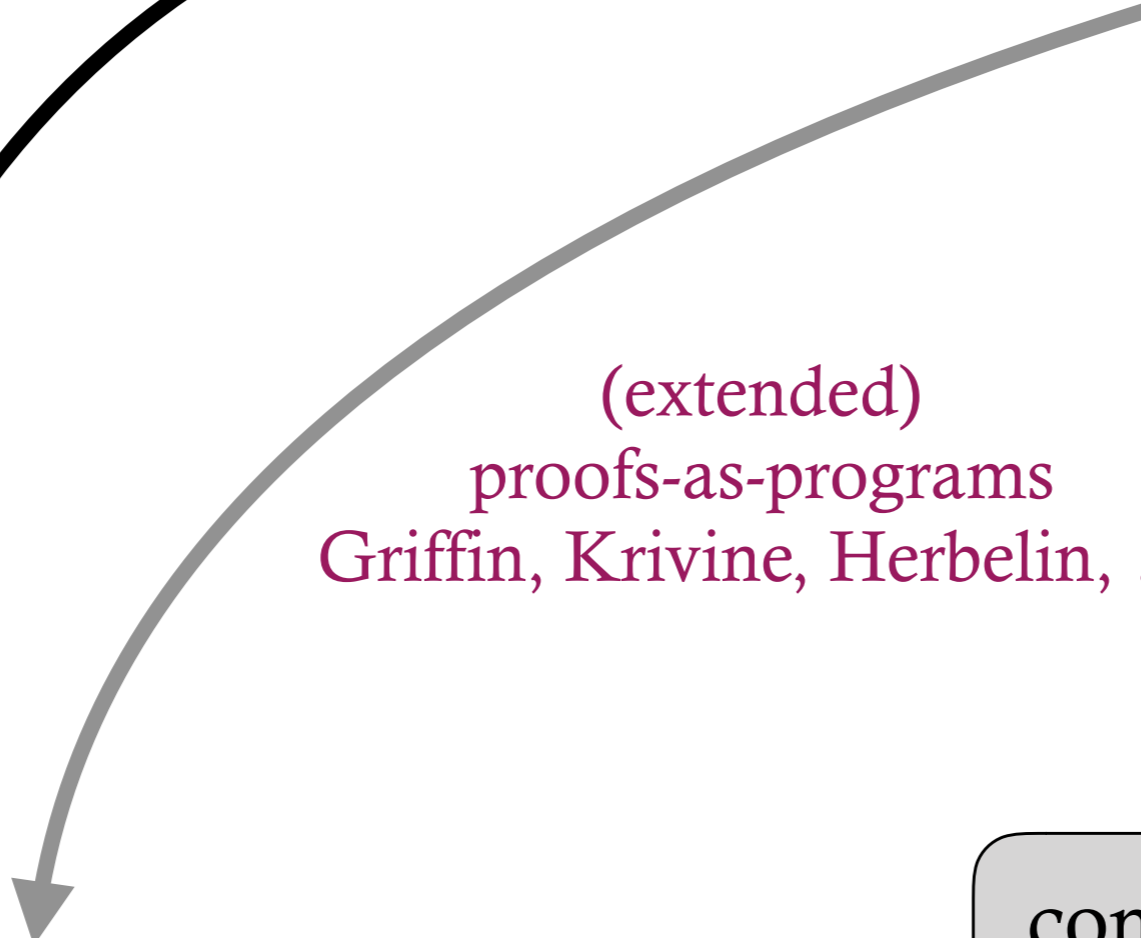 (extended)
proofs-as-programs
Griffin, Krivine, Herbelin,